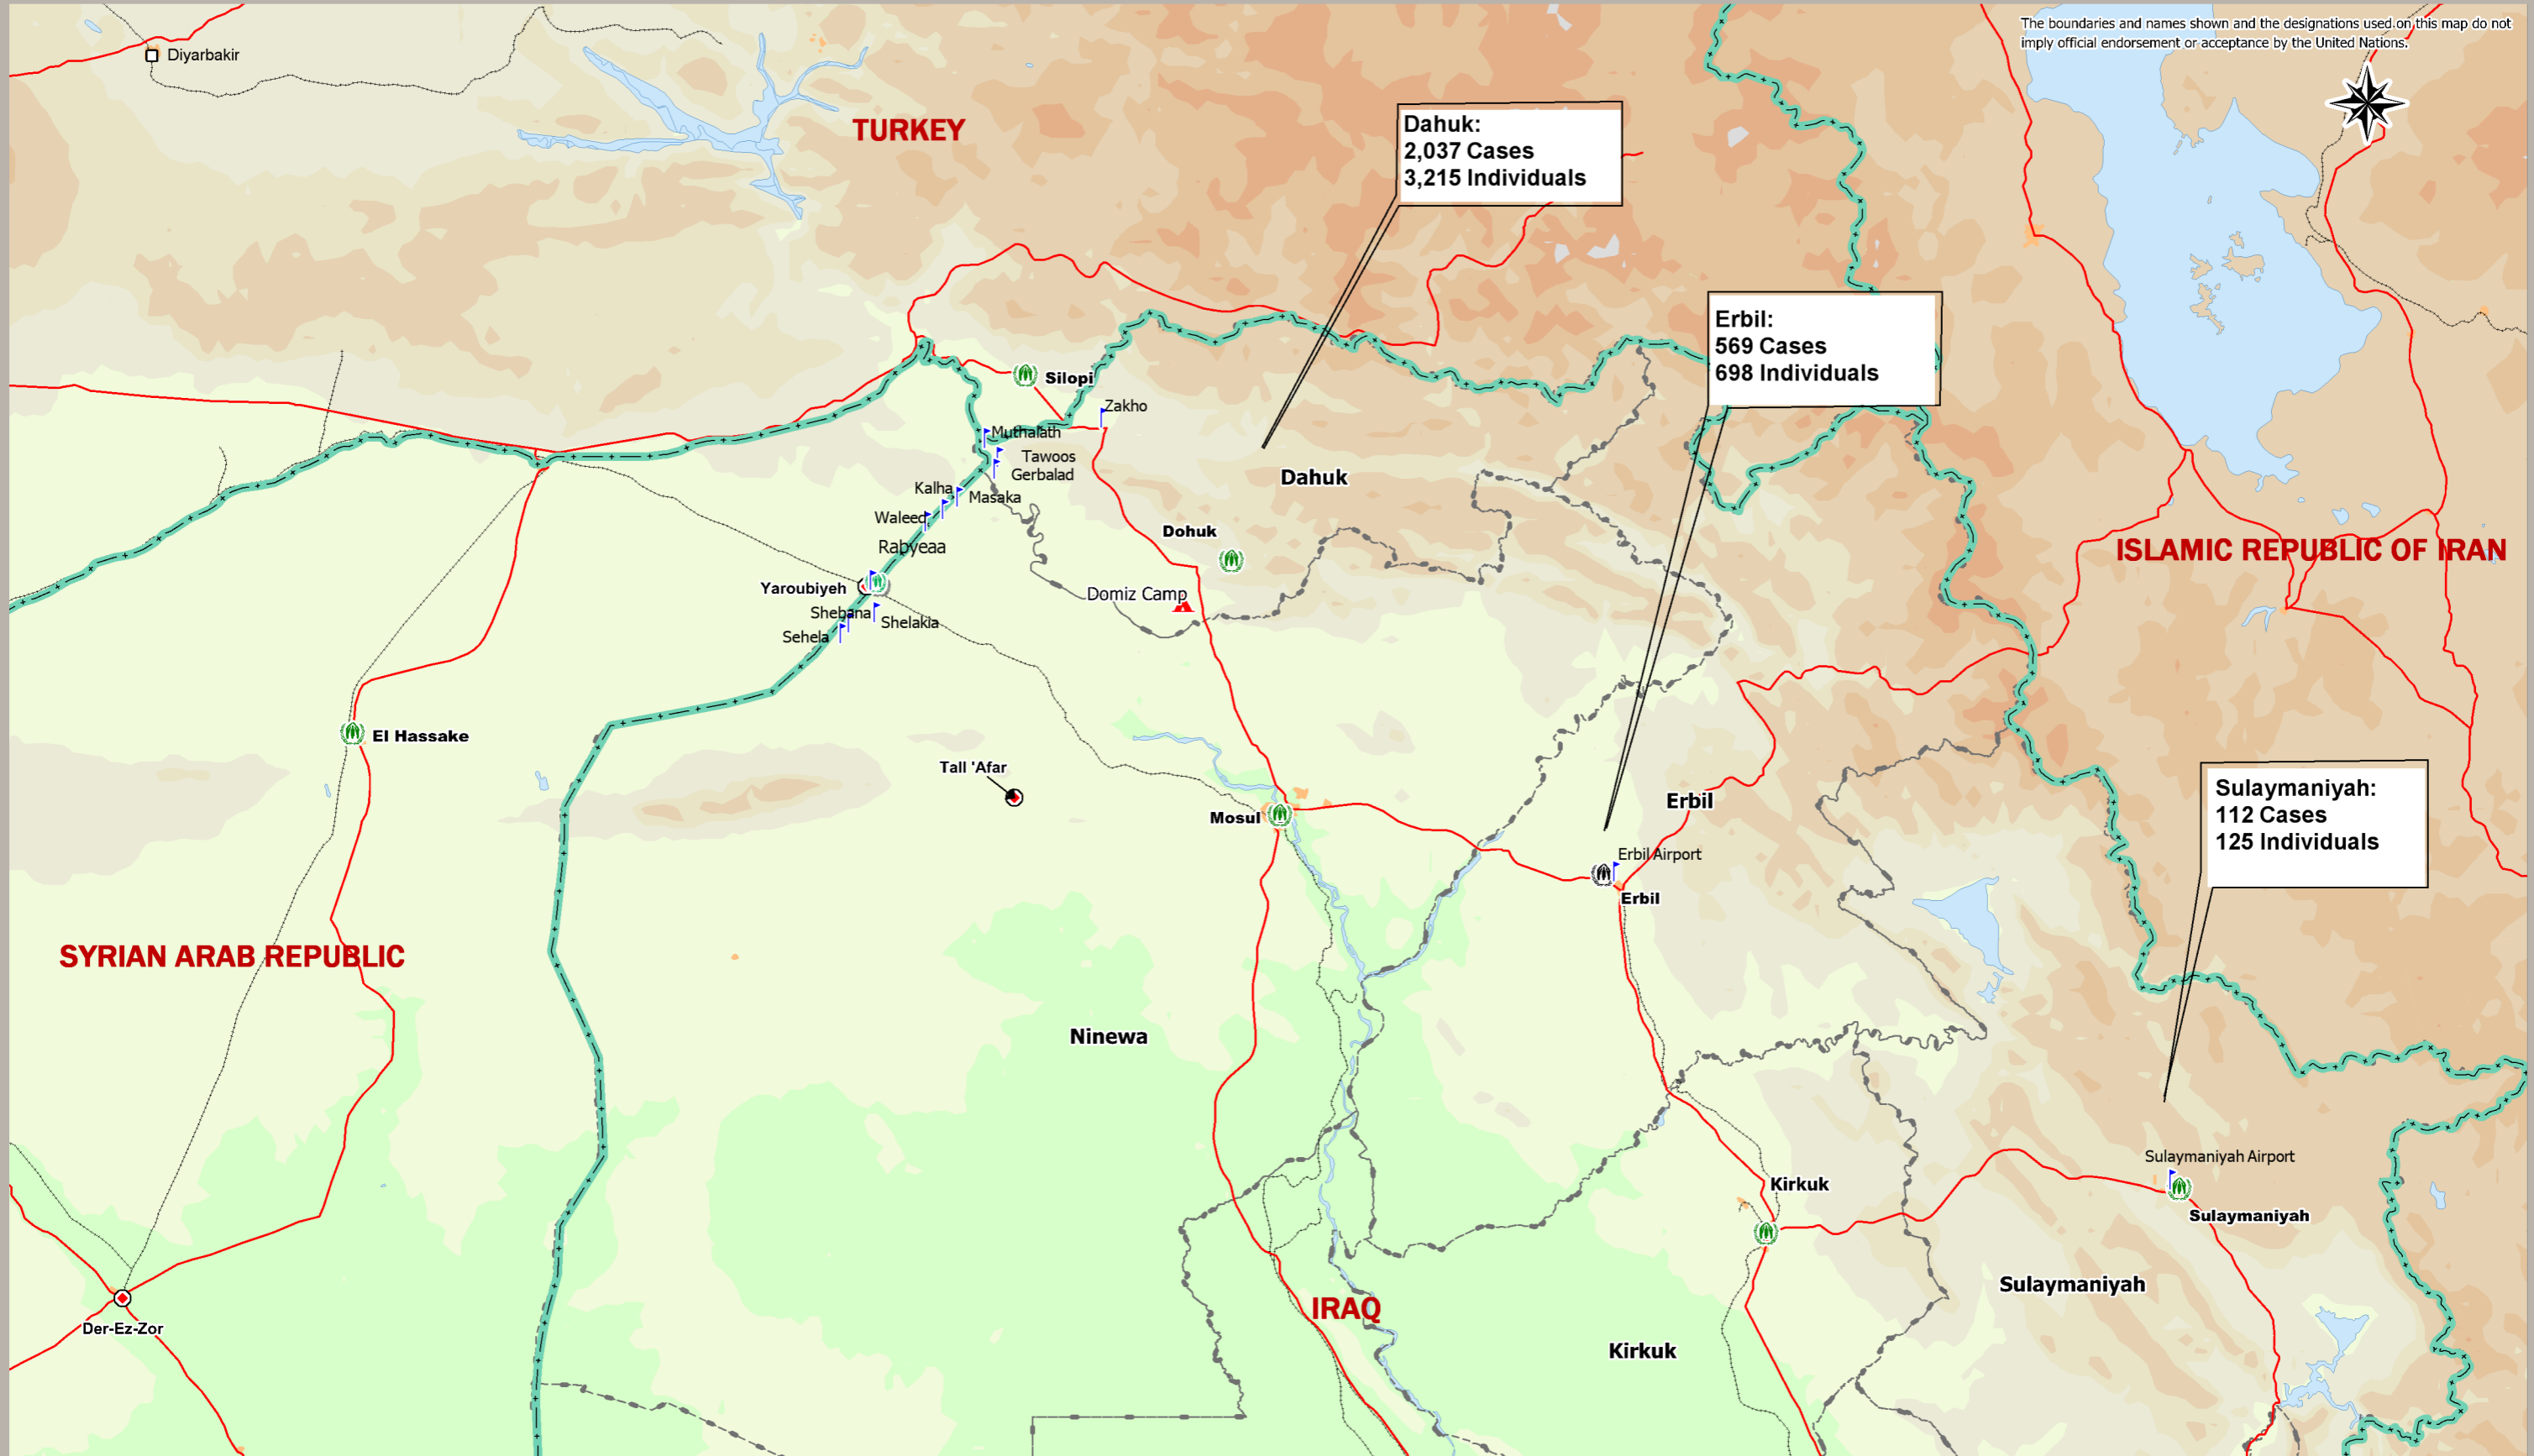 The boundaries and names shown and the designations used on this map do not
imply official endorsement or acceptance by the United Nations.
Diyarbakir
TURKEY
Dahuk:
2,037 Cases
3,215 Individuals
Erbil:
569 Cases
698 Individuals
Silopi
Zakho
Muthalath
Tawoos
Gerbalad
Kalha
Masaka
Waleed
Rabyeaa
Dahuk
Dohuk
ISLAMIC REPUBLIC OF IRAN
Yaroubiyeh
Domiz Camp
Shebana
Shelakia
Sehela
El Hassake
Tall 'Afar
Mosul
Erbil
Sulaymaniyah:
112 Cases
125 Individuals
Erbil Airport
Erbil
SYRIAN ARAB REPUBLIC
Ninewa
Sulaymaniyah Airport
Kirkuk
Sulaymaniyah
Sulaymaniyah
IRAQ
Der-Ez-Zor
Kirkuk